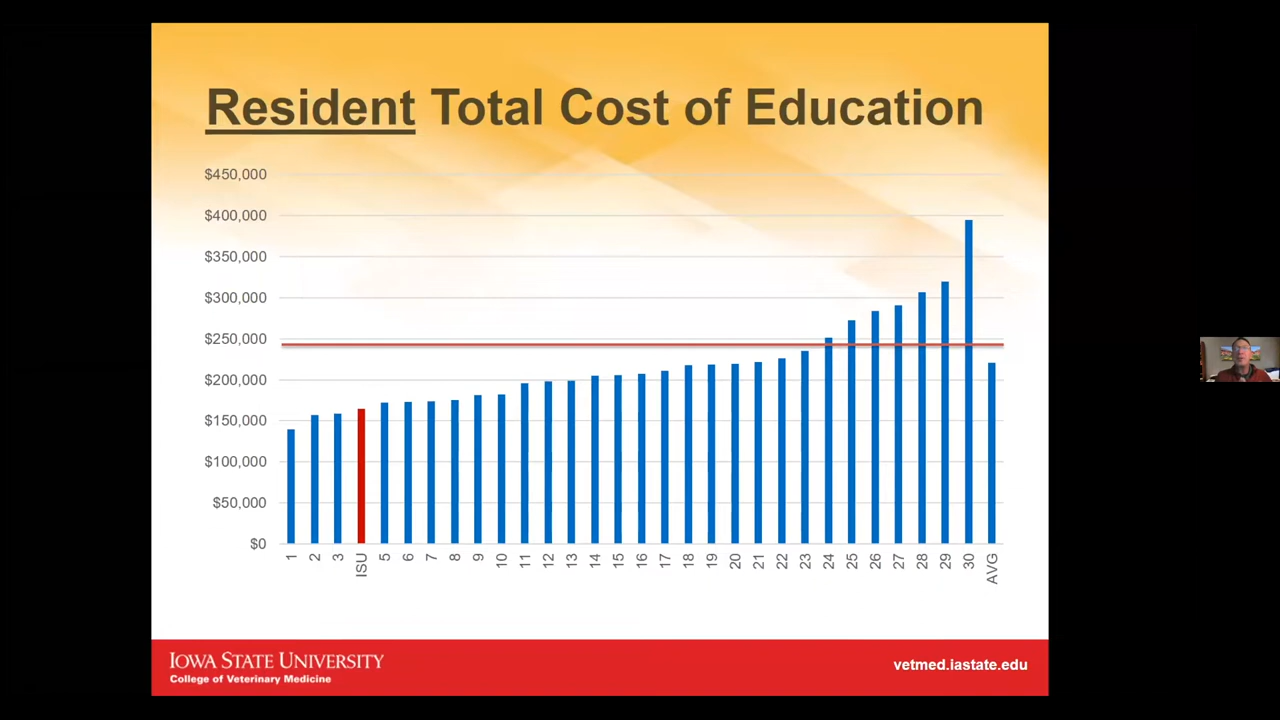 Resident Total Cost of Education
$450,000
$400,000
$350,000
$300,000
$250,000
$200,000
$150,000
$100,000
$50,000
$0
1 2 3 ISU 5 6 7 8 9 10 11 12 13 14 15 16 17 18 19 20 21 22 23 24 25 26 27 28 29 30 AVG
IOWA STATE UNIVERSITY
College of Veterinary Medicine
vetmed.iastate.edu